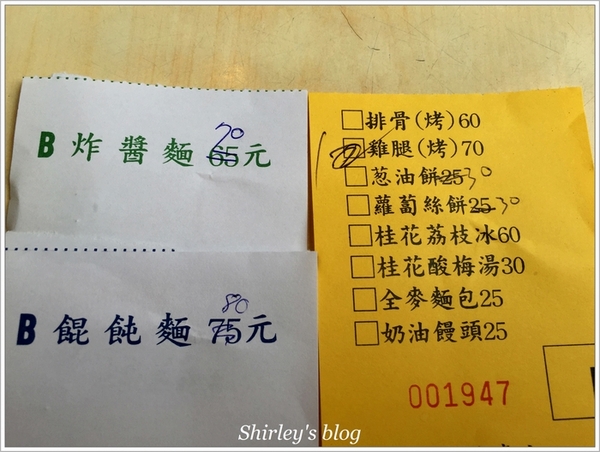 B 炸醬麵 65元
70
B 餛飩麵 75元
80
□排骨(烤)60
1 □雞腿(烤)70
□葱油餅25 30
□蘿蔔絲餅25 30
□桂花荔枝冰60
□桂花酸梅湯30
□全麥麵包25
□奶油饅頭25
001947
Shirley's blog